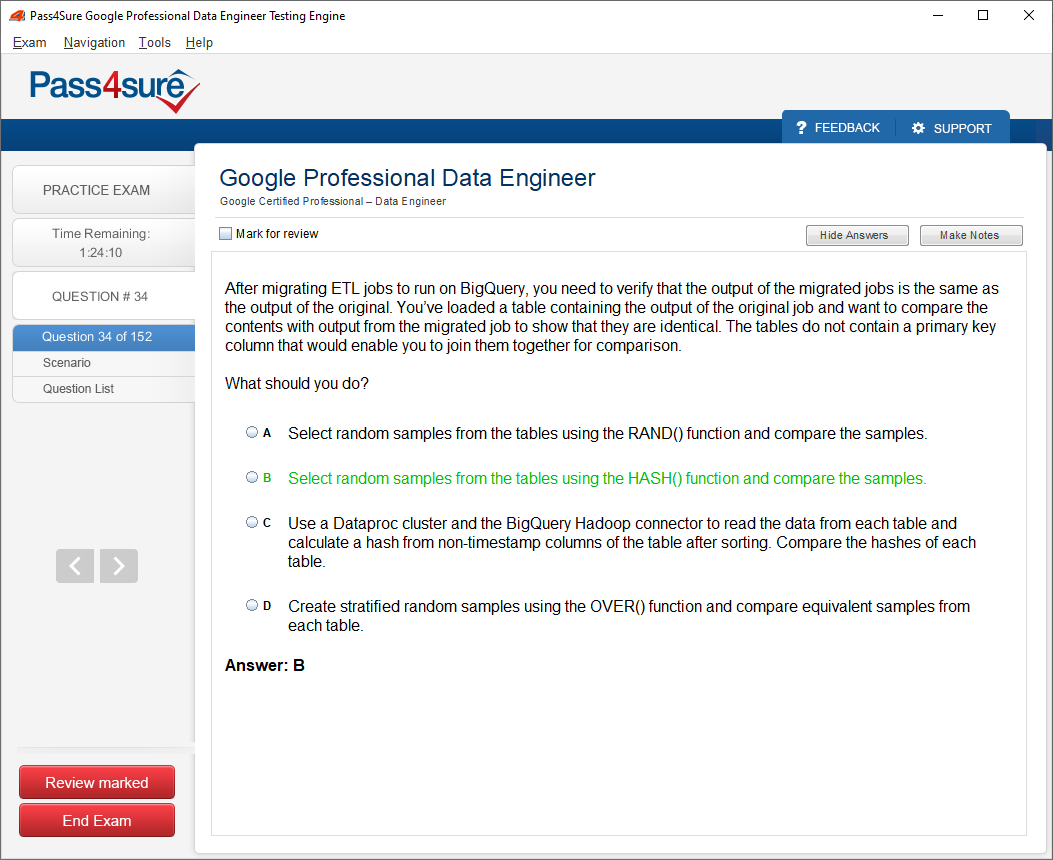 Pass4Sure Google Professional Data Engineer Testing Engine
Exam Navigation Tools Help
Pass4sure
? FEEDBACK SUPPORT
PRACTICE EXAM
Time Remaining:
1:24:10
QUESTION # 34
Question 34 of 152
Scenario
Question List
Review marked
End Exam
Google Professional Data Engineer
Google Certified Professional – Data Engineer
Mark for review
Hide Answers
Make Notes
After migrating ETL jobs to run on BigQuery, you need to verify that the output of the migrated jobs is the same as
the output of the original. You’ve loaded a table containing the output of the original job and want to compare the
contents with output from the migrated job to show that they are identical. The tables do not contain a primary key
column that would enable you to join them together for comparison.
What should you do?
A Select random samples from the tables using the RAND() function and compare the samples.
B Select random samples from the tables using the HASH() function and compare the samples.
C Use a Dataproc cluster and the BigQuery Hadoop connector to read the data from each table and
calculate a hash from non-timestamp columns of the table after sorting. Compare the hashes of each
table.
D Create stratified random samples using the OVER() function and compare equivalent samples from
each table.
Answer: B